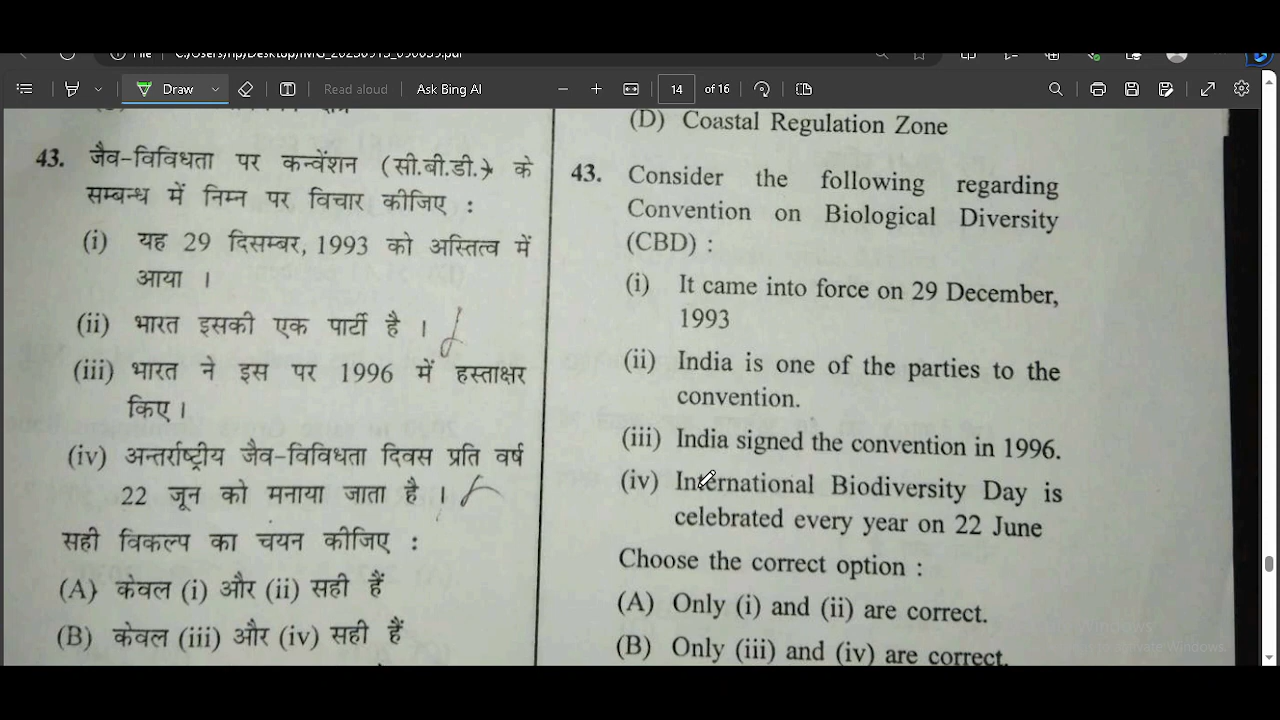 File
C:/Users/hp/Desktop/IMG_20230913_090639.pdf
Draw
Read aloud
Ask Bing AI
14
of 16
43. जैव-विविधता पर कन्वेंशन (सी.बी.डी.) के
सम्बन्ध में निम्न पर विचार कीजिए :
(i) यह 29 दिसम्बर, 1993 को अस्तित्व में
आया ।
(ii) भारत इसकी एक पार्टी है ।
(iii) भारत ने इस पर 1996 में हस्ताक्षर
किए ।
(iv) अन्तर्राष्ट्रीय जैव-विविधता दिवस प्रति वर्ष
22 जून को मनाया जाता है ।
सही विकल्प का चयन कीजिए :
(A) केवल (i) और (ii) सही हैं
(B) केवल (iii) और (iv) सही हैं
(D) Coastal Regulation Zone
43. Consider the following regarding
Convention on Biological Diversity
(CBD) :
(i) It came into force on 29 December,
1993
(ii) India is one of the parties to the
convention.
(iii) India signed the convention in 1996.
(iv) International Biodiversity Day is
celebrated every year on 22 June
Choose the correct option :
(A) Only (i) and (ii) are correct.
(B) Only (iii) and (iv) are correct.